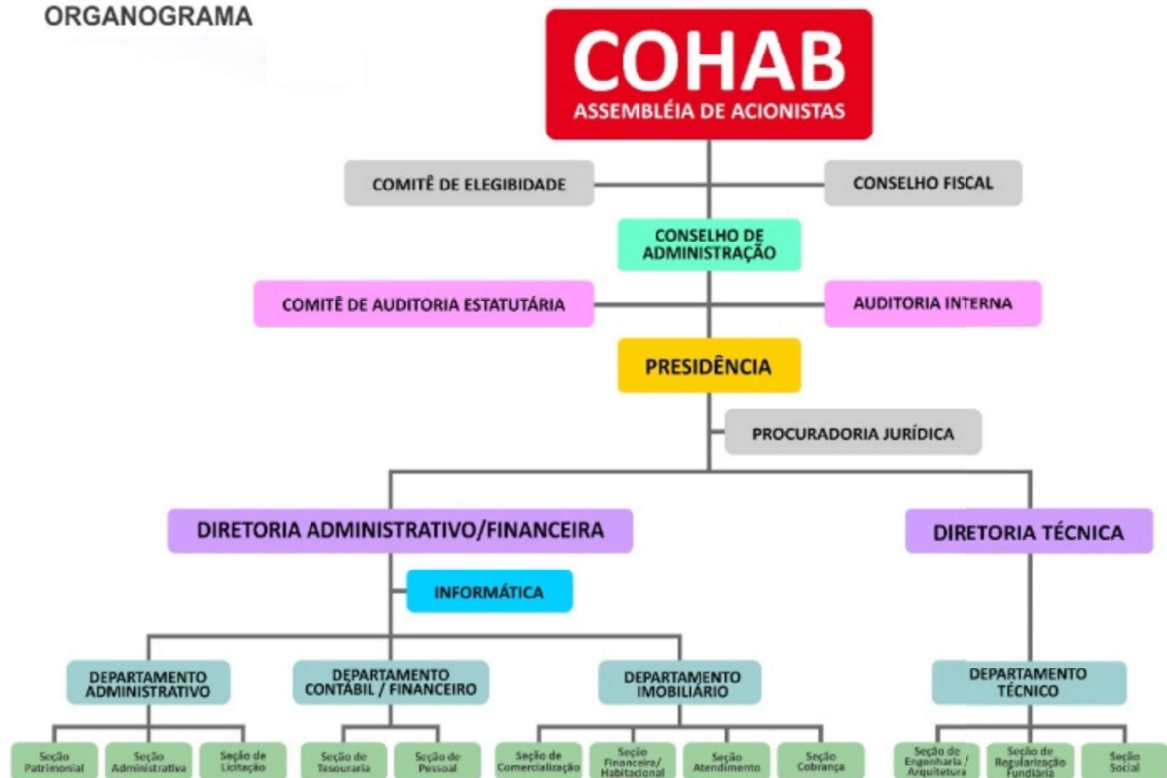 ORGANOGRAMA
COHAB
ASSEMBLÉIA DE ACIONISTAS
COMITÊ DE ELEGIBIDADE
CONSELHO FISCAL
CONSELHO DE
ADMINISTRAÇÃO
COMITÊ DE AUDITORIA ESTATUTÁRIA
AUDITORIA INTERNA
PRESIDÊNCIA
PROCURADORIA JURÍDICA
DIRETORIA ADMINISTRATIVO/FINANCEIRA
DIRETORIA TÉCNICA
INFORMÁTICA
DEPARTAMENTO
ADMINISTRATIVO
DEPARTAMENTO
CONTÁBIL / FINANCEIRO
DEPARTAMENTO
IMOBILIÁRIO
DEPARTAMENTO
TÉCNICO
Seção
Patrimonial
Seção
Administrativa
Seção de
Licitação
Seção de
Tesouraria
Seção de
Pessoal
Seção de
Comercialização
Seção
Financeira/
Habitacional
Seção
Atendimento
Seção
Cobrança
Seção de
Engenharia /
Arquitetura
Seção de
Regularização
Fundiária
Seção
Social